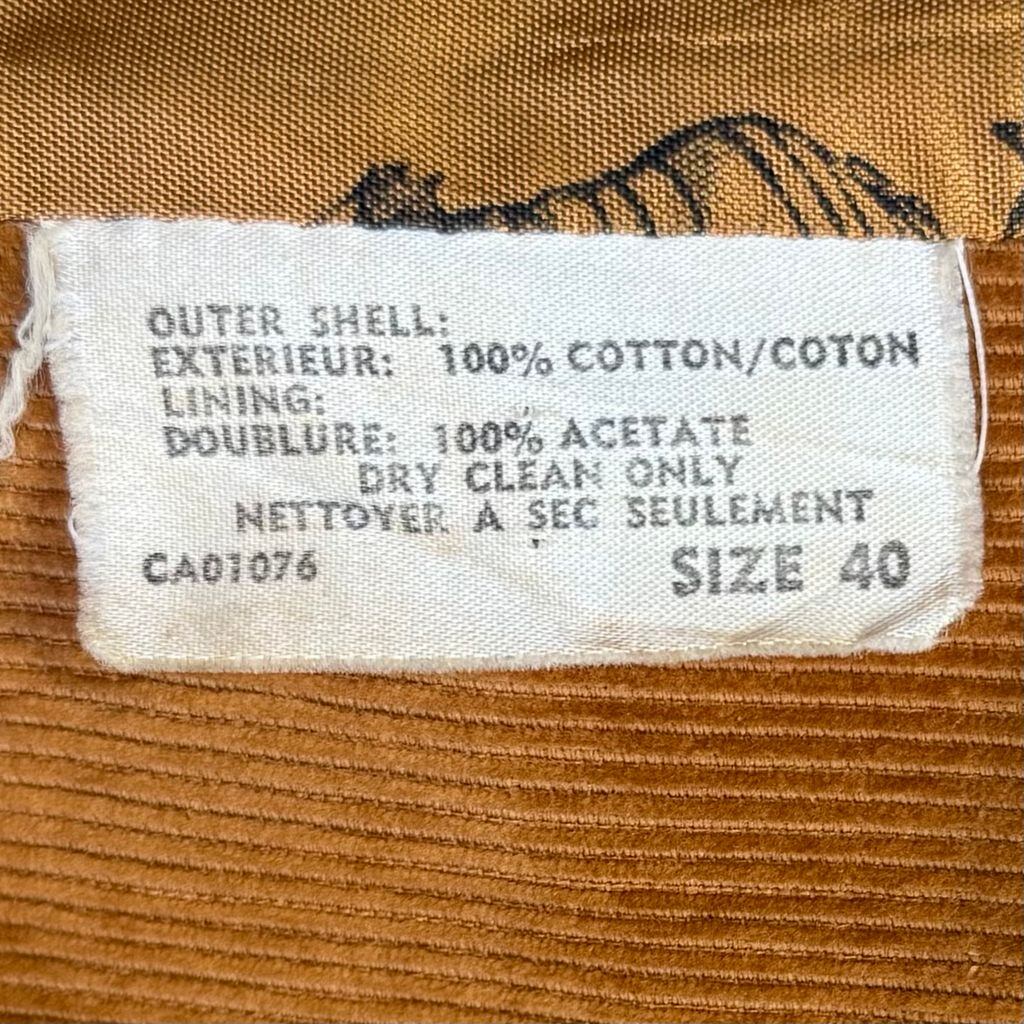 OUTER SHELL:
EXTERIEUR: 100% COTTON/COTON
LINING:
DOUBLURE: 100% ACETATE
DRY CLEAN ONLY
NETTOYER A SEC SEULEMENT
CA01076 SIZE 40